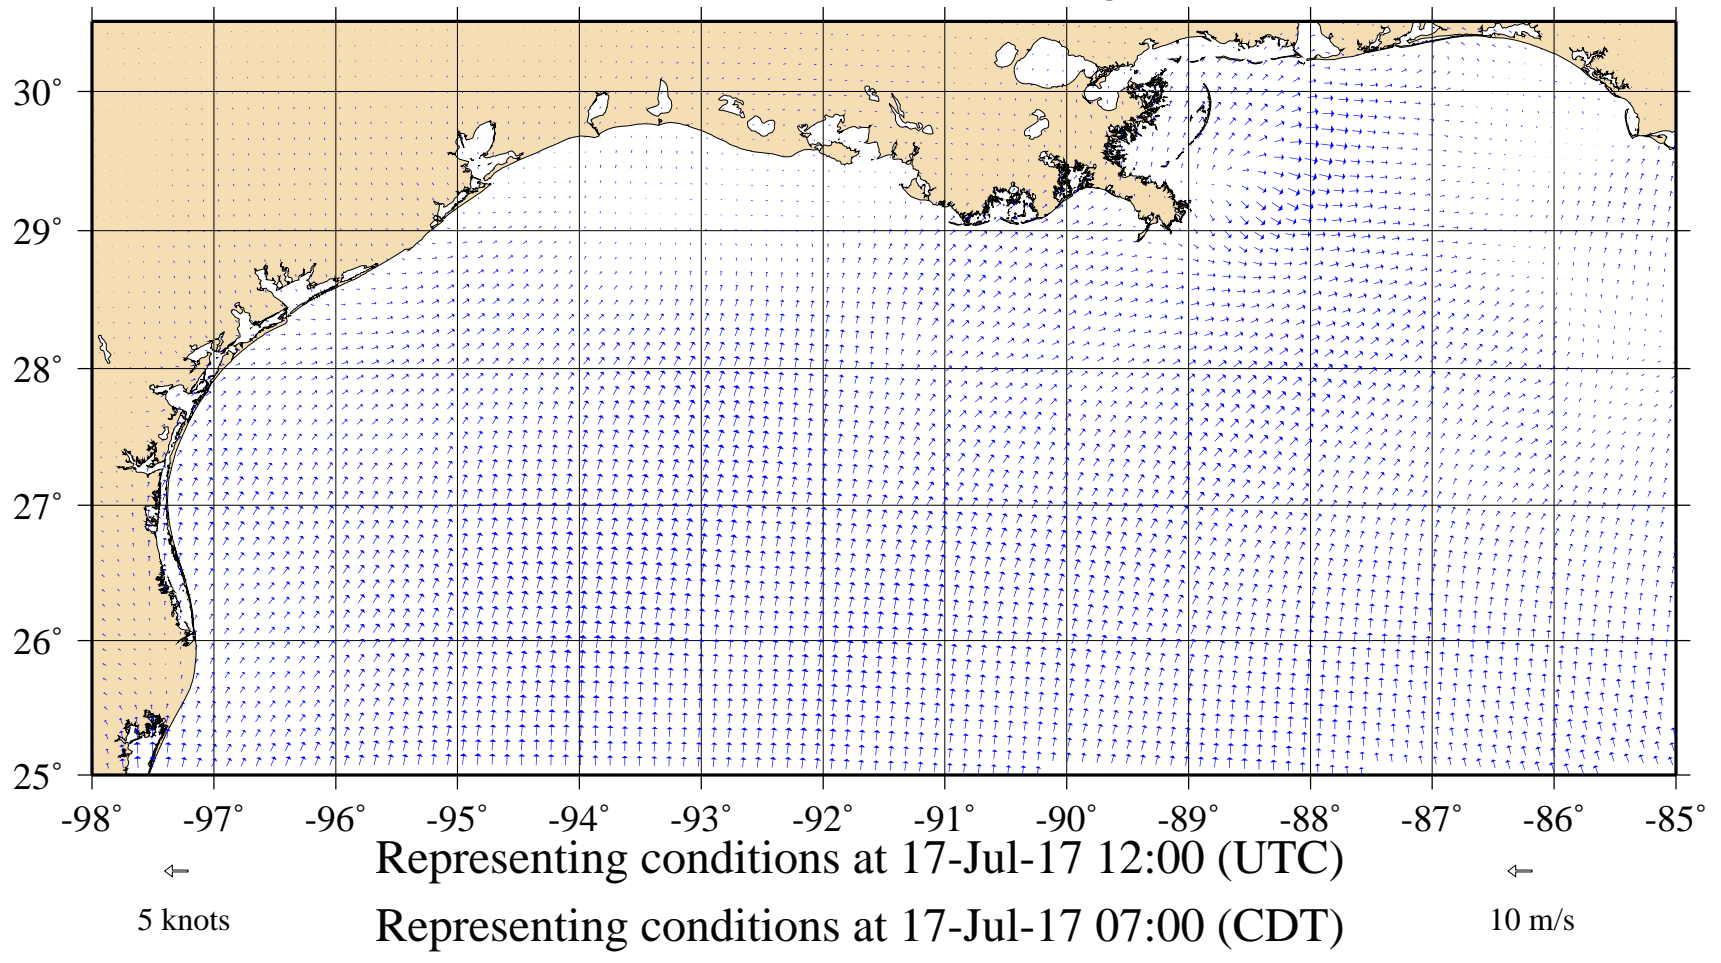 30°
29°
28°
27°
26°
25°
-98° -97° -96° -95° -94° -93° -92° -91° -90° -89° -88° -87° -86° -85°
Representing conditions at 17-Jul-17 12:00 (UTC)
5 knots
Representing conditions at 17-Jul-17 07:00 (CDT)
10 m/s